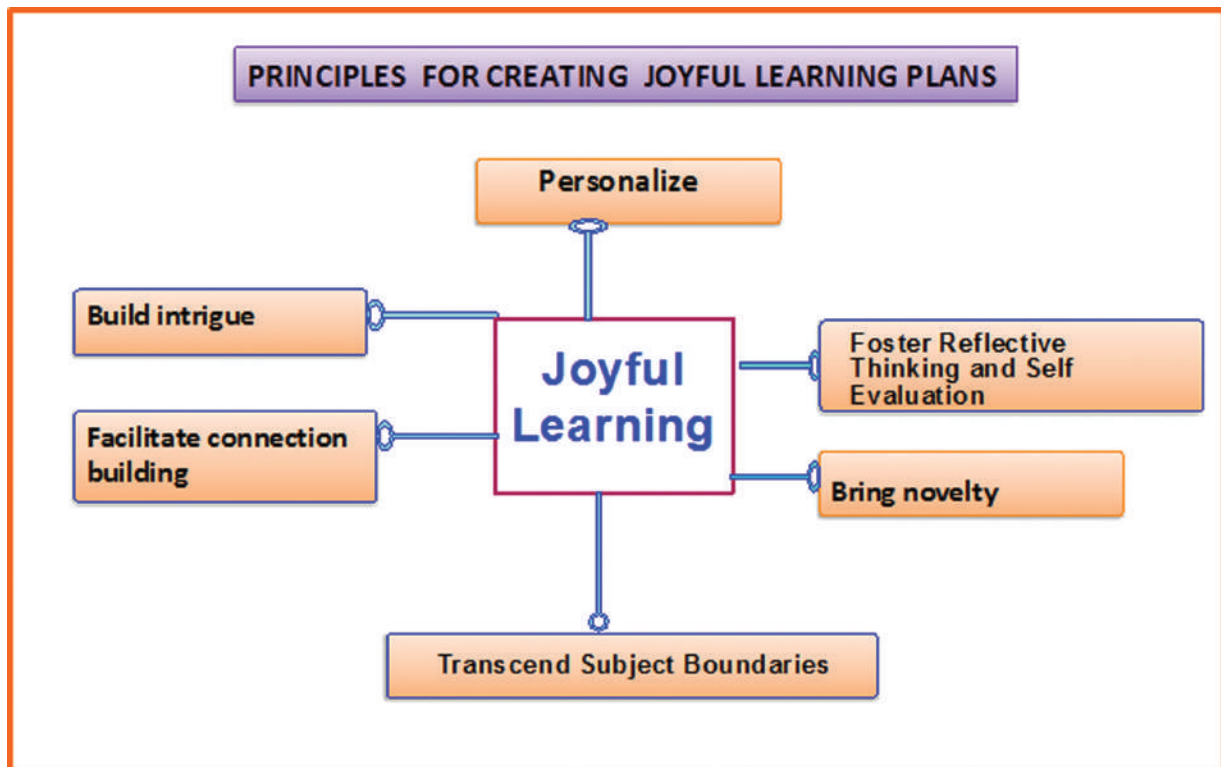 PRINCIPLES FOR CREATING JOYFUL LEARNING PLANS
Personalize
Build intrigue
Facilitate connection
building
Joyful
Learning
Foster Reflective
Thinking and Self
Evaluation
Bring novelty
Transcend Subject Boundaries